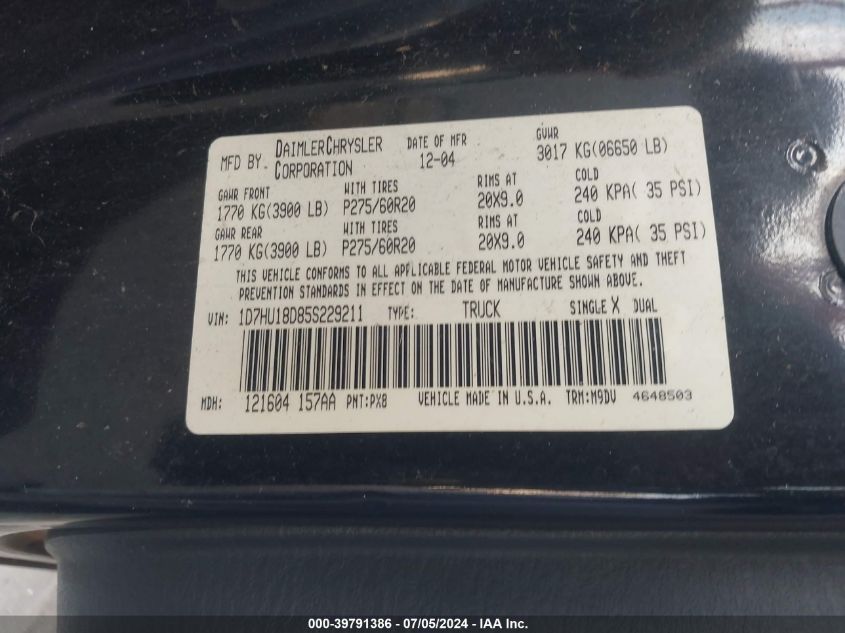 MFD BY DAIMLERCHRYSLER CORPORATION DATE OF MFR 12-04 GVWR 3017 KG(06650 LB)
GAWR FRONT WITH TIRES RIMS AT COLD
1770 KG(3900 LB) P275/60R20 20X9.0 240 KPA( 35 PSI)
GAWR REAR WITH TIRES RIMS AT COLD
1770 KG(3900 LB) P275/60R20 20X9.0 240 KPA( 35 PSI)
THIS VEHICLE CONFORMS TO ALL APPLICABLE FEDERAL MOTOR VEHICLE SAFETY AND THEFT
PREVENTION STANDARDS IN EFFECT ON THE DATE OF MANUFACTURE SHOWN ABOVE.
VIN: 1D7HU18D85S229211 TYPE: TRUCK SINGLE X DUAL
MDH: 121604 157AA PNT:PX8 VEHICLE MADE IN U.S.A. TRM:M9DV 4648503
000-39791386 - 07/05/2024 - IAA Inc.